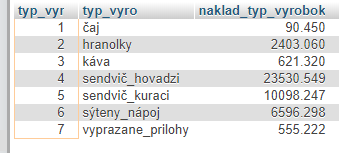 typ_vyr typ_vyro naklad_typ_vyrobok
1 čaj 90.450
2 hranolky 2403.060
3 káva 621.320
4 sendvič_hovadzi 23530.549
5 sendvič_kuraci 10098.247
6 sýteny_nápoj 6596.298
7 vyprazane_prilohy 555.222